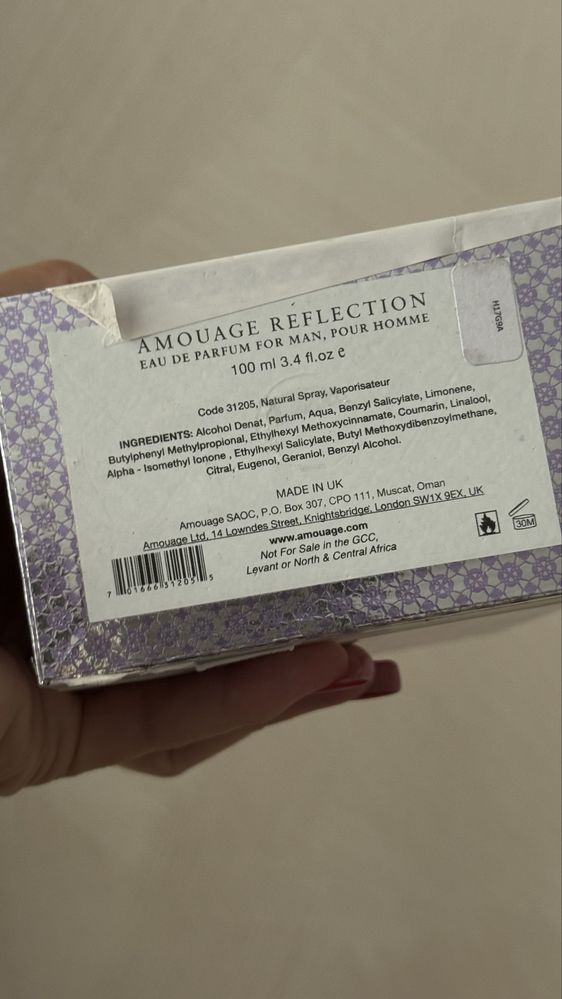 AMOUAGE REFLECTION
EAU DE PARFUM FOR MAN, POUR HOMME
100 ml 3.4 fl.oz e
H17G9A
Code 31205, Natural Spray, Vaporisateur
INGREDIENTS: Alcohol Denat, Parfum, Aqua, Benzyl Salicylate, Limonene,
Butylphenyl Methylpropional, Ethylhexyl Methoxycinnamate, Coumarin, Linalool,
Alpha - Isomethyl Ionone , Ethylhexyl Salicylate, Butyl Methoxydibenzoylmethane,
Citral, Eugenol, Geraniol, Benzyl Alcohol.
MADE IN UK
Amouage SAOC, P.O. Box 307, CPO 111, Muscat, Oman
Amouage Ltd, 14 Lowndes Street, Knightsbridge, London SW1X 9EX, UK
www.amouage.com
Not For Sale in the GCC,
Levant or North & Central Africa
30M
7 01666 31205 5